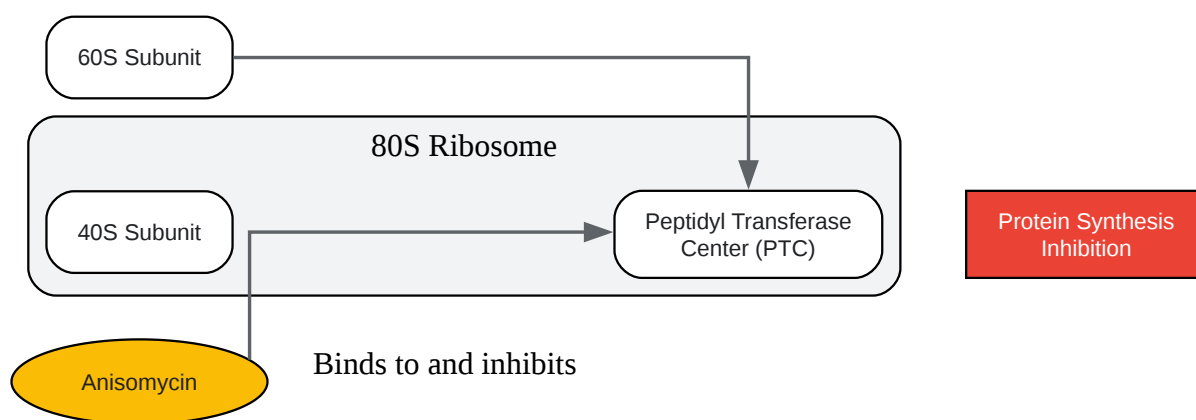 60S Subunit
80S Ribosome
40S Subunit
Peptidyl Transferase
Center (PTC)
Protein Synthesis
Inhibition
Binds to and inhibits
Anisomycin